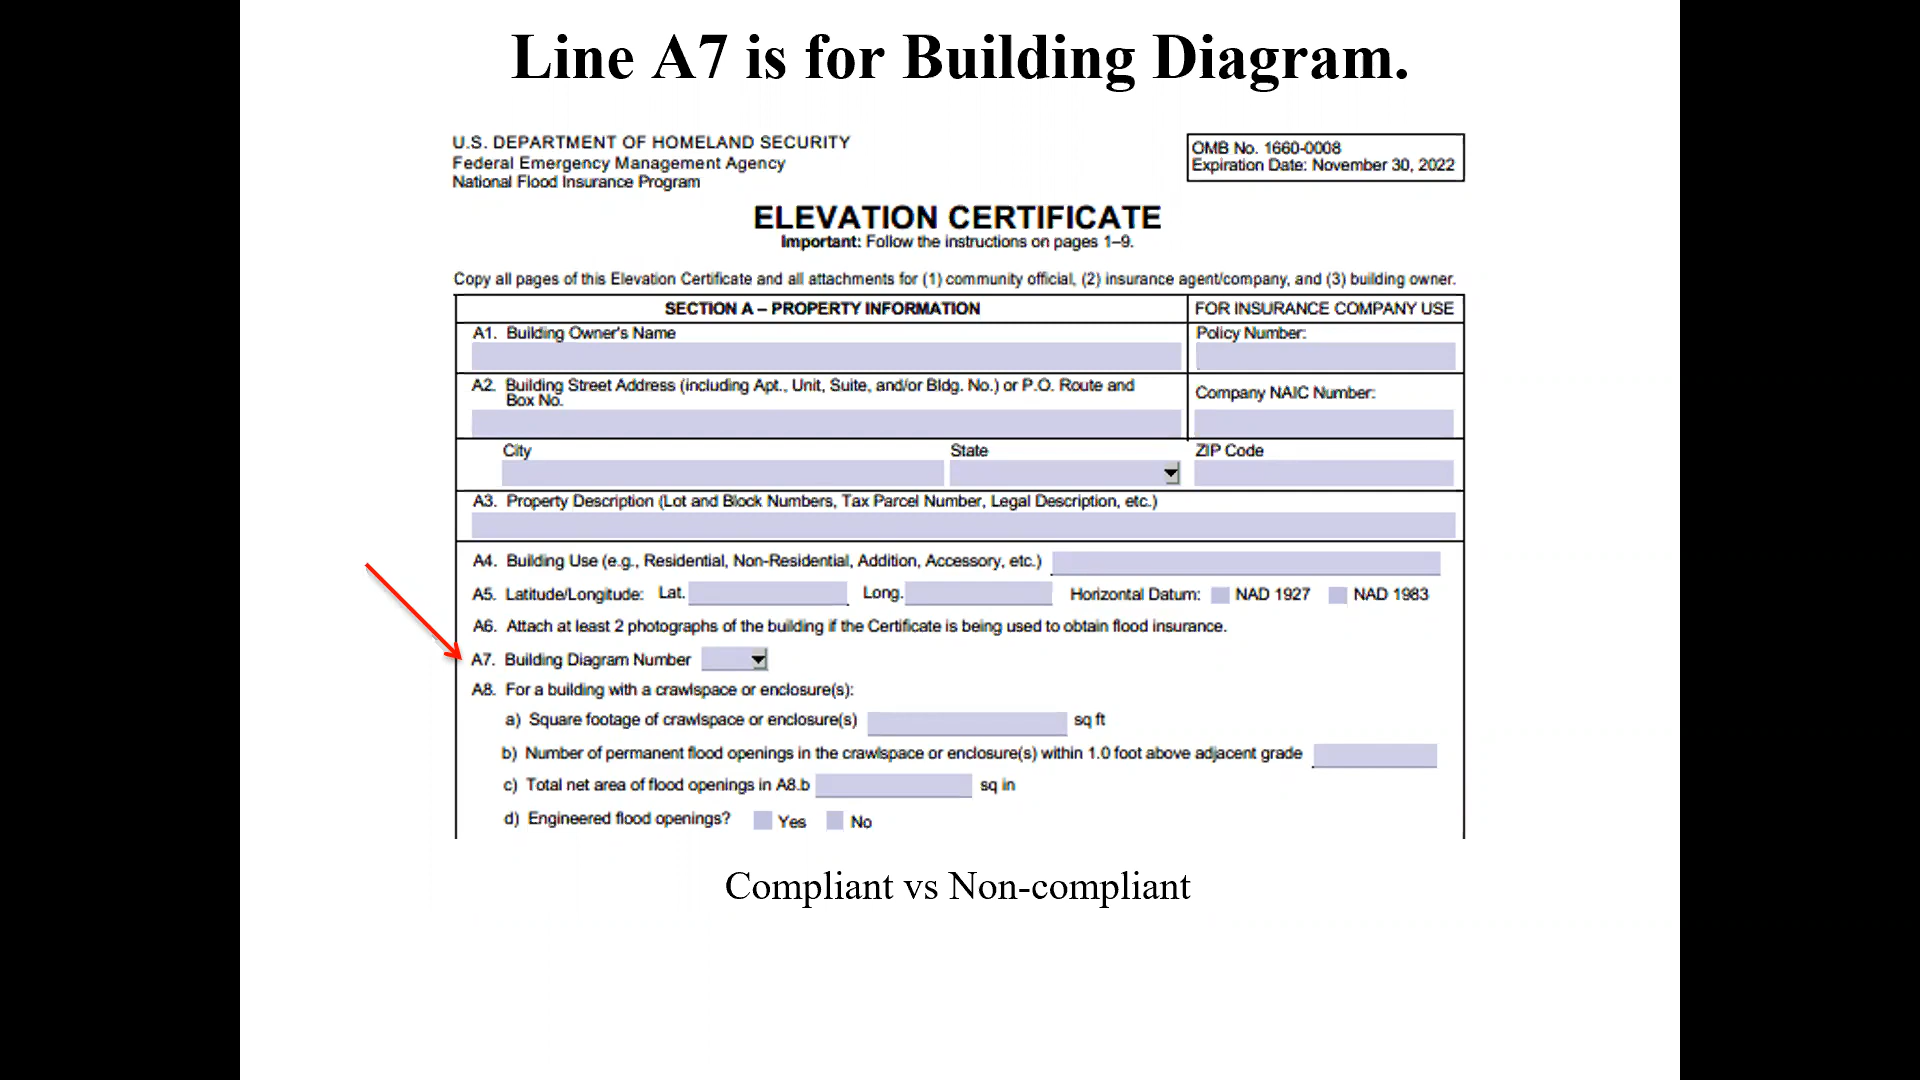 Line A7 is for Building Diagram.
U.S. DEPARTMENT OF HOMELAND SECURITY
Federal Emergency Management Agency
National Flood Insurance Program
OMB No. 1660-0008
Expiration Date: November 30, 2022
ELEVATION CERTIFICATE
Important: Follow the instructions on pages 1–9.
Copy all pages of this Elevation Certificate and all attachments for (1) community official, (2) insurance agent/company, and (3) building owner.
SECTION A – PROPERTY INFORMATION
FOR INSURANCE COMPANY USE
A1. Building Owner's Name
Policy Number:
A2. Building Street Address (including Apt., Unit, Suite, and/or Bldg. No.) or P.O. Route and
Box No.
Company NAIC Number:
City State ZIP Code
A3. Property Description (Lot and Block Numbers, Tax Parcel Number, Legal Description, etc.)
A4. Building Use (e.g., Residential, Non-Residential, Addition, Accessory, etc.)
A5. Latitude/Longitude: Lat. Long. Horizontal Datum: NAD 1927 NAD 1983
A6. Attach at least 2 photographs of the building if the Certificate is being used to obtain flood insurance.
A7. Building Diagram Number
A8. For a building with a crawlspace or enclosure(s):
a) Square footage of crawlspace or enclosure(s) sq ft
b) Number of permanent flood openings in the crawlspace or enclosure(s) within 1.0 foot above adjacent grade
c) Total net area of flood openings in A8.b sq in
d) Engineered flood openings? Yes No
Compliant vs Non-compliant